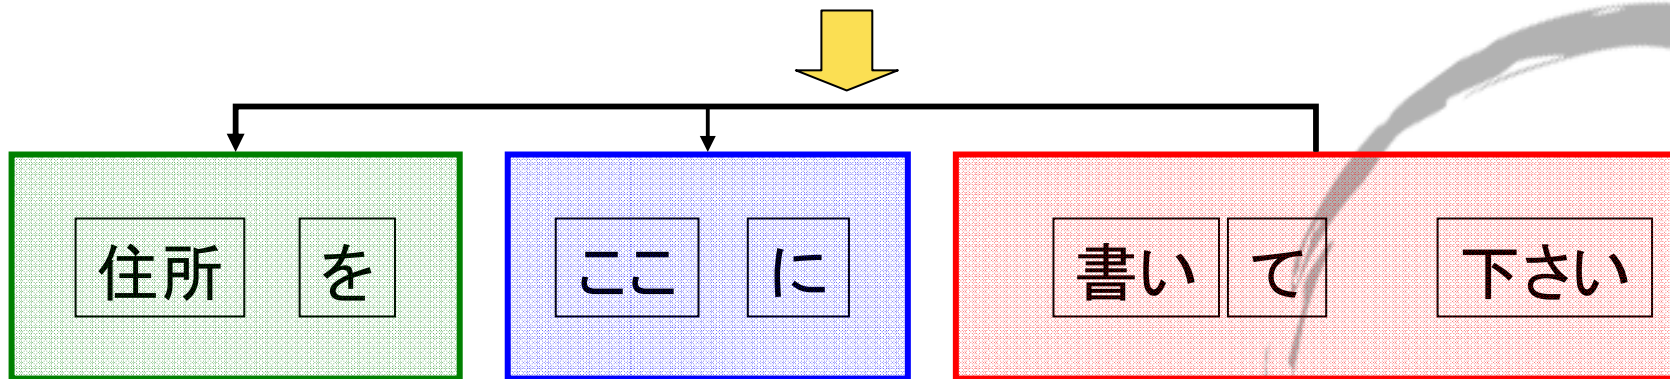 住所 を ここ に 書い て 下さい